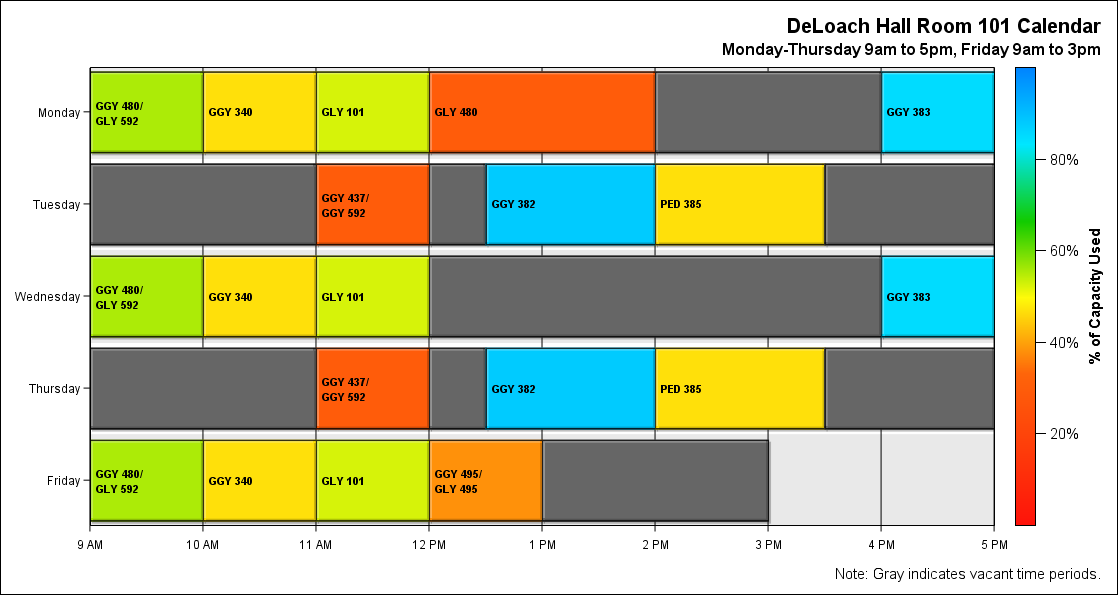 DeLoach Hall Room 101 Calendar
Monday-Thursday 9am to 5pm, Friday 9am to 3pm
Monday
GGY 480/
GLY 592
GGY 340
GLY 101
GLY 480
GGY 383
Tuesday
GGY 437/
GGY 592
GGY 382
PED 385
Wednesday
GGY 480/
GLY 592
GGY 340
GLY 101
GGY 383
Thursday
GGY 437/
GGY 592
GGY 382
PED 385
Friday
GGY 480/
GLY 592
GGY 340
GLY 101
GGY 495/
GLY 495
9 AM
10 AM
11 AM
12 PM
1 PM
2 PM
3 PM
4 PM
5 PM
80%
60%
40%
20%
% of Capacity Used
Note: Gray indicates vacant time periods.